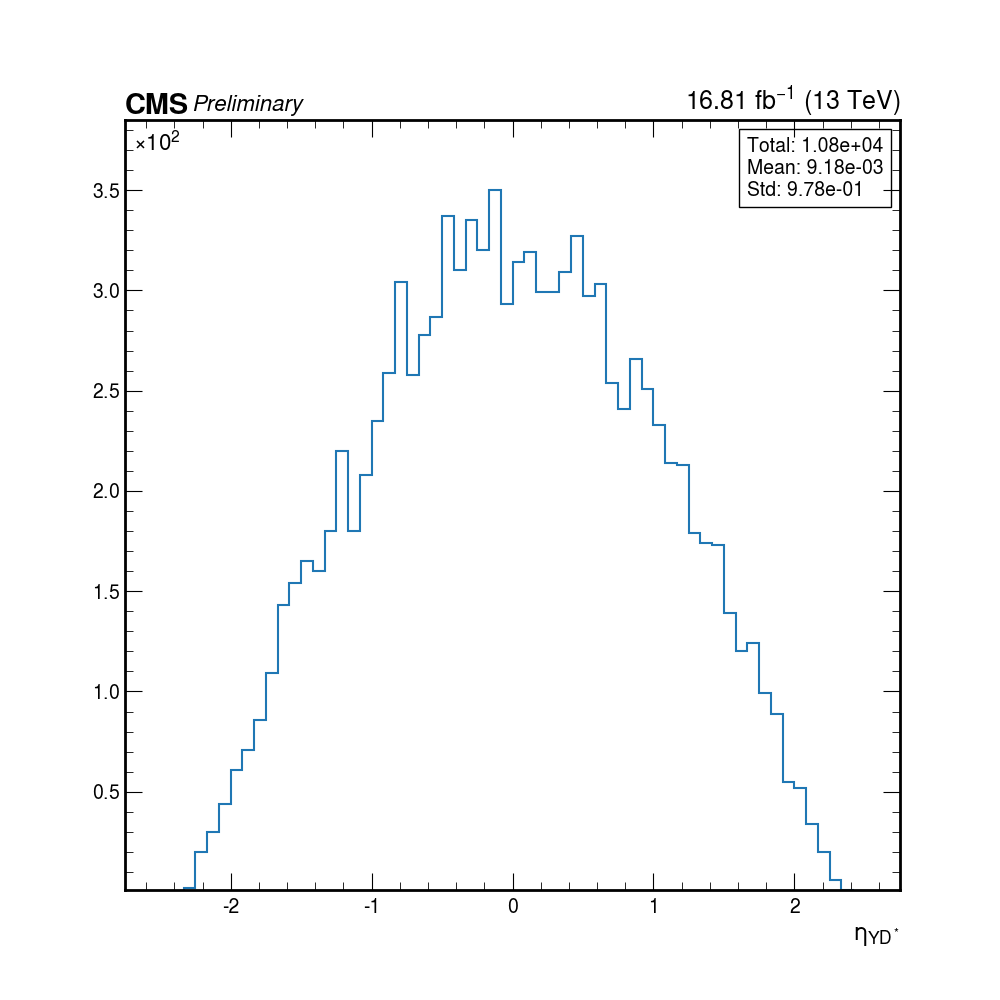 CMS Preliminary
16.81 fb⁻¹ (13 TeV)
×10²
Total: 1.08e+04
Mean: 9.18e-03
Std: 9.78e-01
3.5
3.0
2.5
2.0
1.5
1.0
0.5
-2 -1 0 1 2
η_YD*